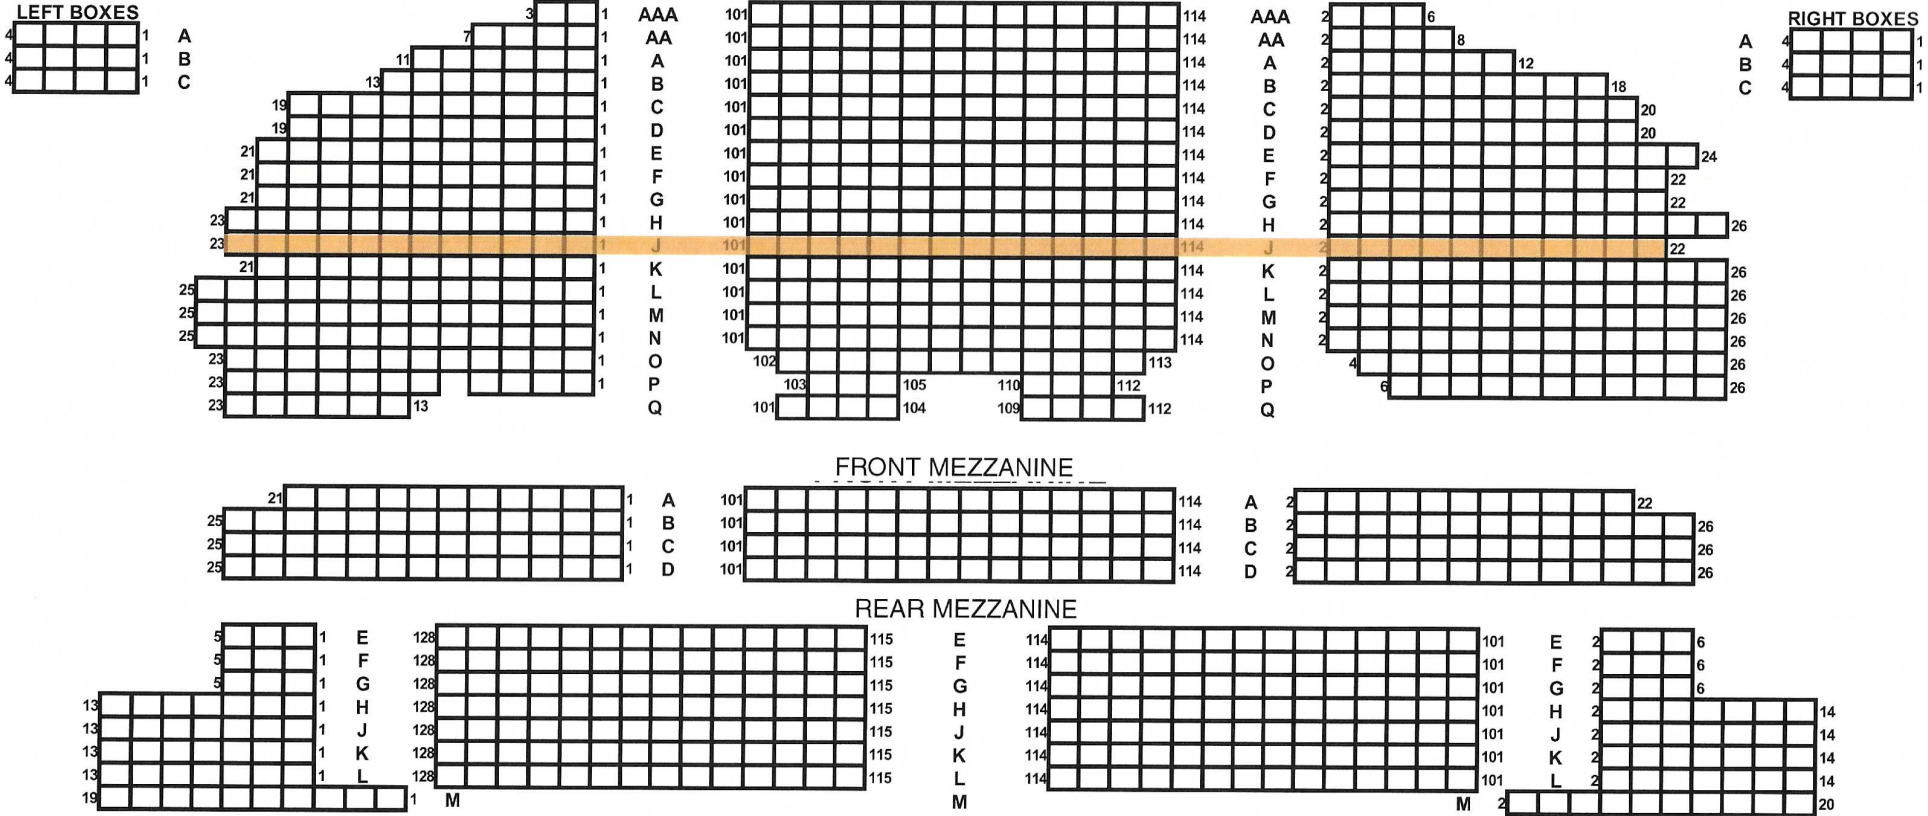 LEFT BOXES 3 1 AAA 101 114 AAA 2 6 RIGHT BOXES
4 1 A 7 1 AA 101 114 AA 2 8 A 4 1
4 1 B 11 1 A 101 114 A 2 12 B 4 1
4 1 C 13 1 B 101 114 B 2 18 C 4 1
19 1 C 101 114 C 2 20
19 1 D 101 114 D 2 20
21 1 E 101 114 E 2 24
21 1 F 101 114 F 2 22
21 1 G 101 114 G 2 22
23 1 H 101 114 H 2 26
23 1 J 101 114 J 2 22
21 1 K 101 114 K 2 26
25 1 L 101 114 L 2 26
25 1 M 101 114 M 2 26
25 1 N 101 114 N 2 26
23 1 O 102 113 O 4 26
23 1 P 103 105 110 112 P 6 26
23 13 Q 101 104 109 112 Q
FRONT MEZZANINE
21 1 A 101 114 A 2 22
25 1 B 101 114 B 2 26
25 1 C 101 114 C 2 26
25 1 D 101 114 D 2 26
REAR MEZZANINE
5 1 E 128 115 E 114 101 E 2 6
5 1 F 128 115 F 114 101 F 2 6
5 1 G 128 115 G 114 101 G 2 6
13 1 H 128 115 H 114 101 H 2 14
13 1 J 128 115 J 114 101 J 2 14
13 1 K 128 115 K 114 101 K 2 14
13 1 L 128 115 L 114 101 L 2 14
19 1 M M M 2 20